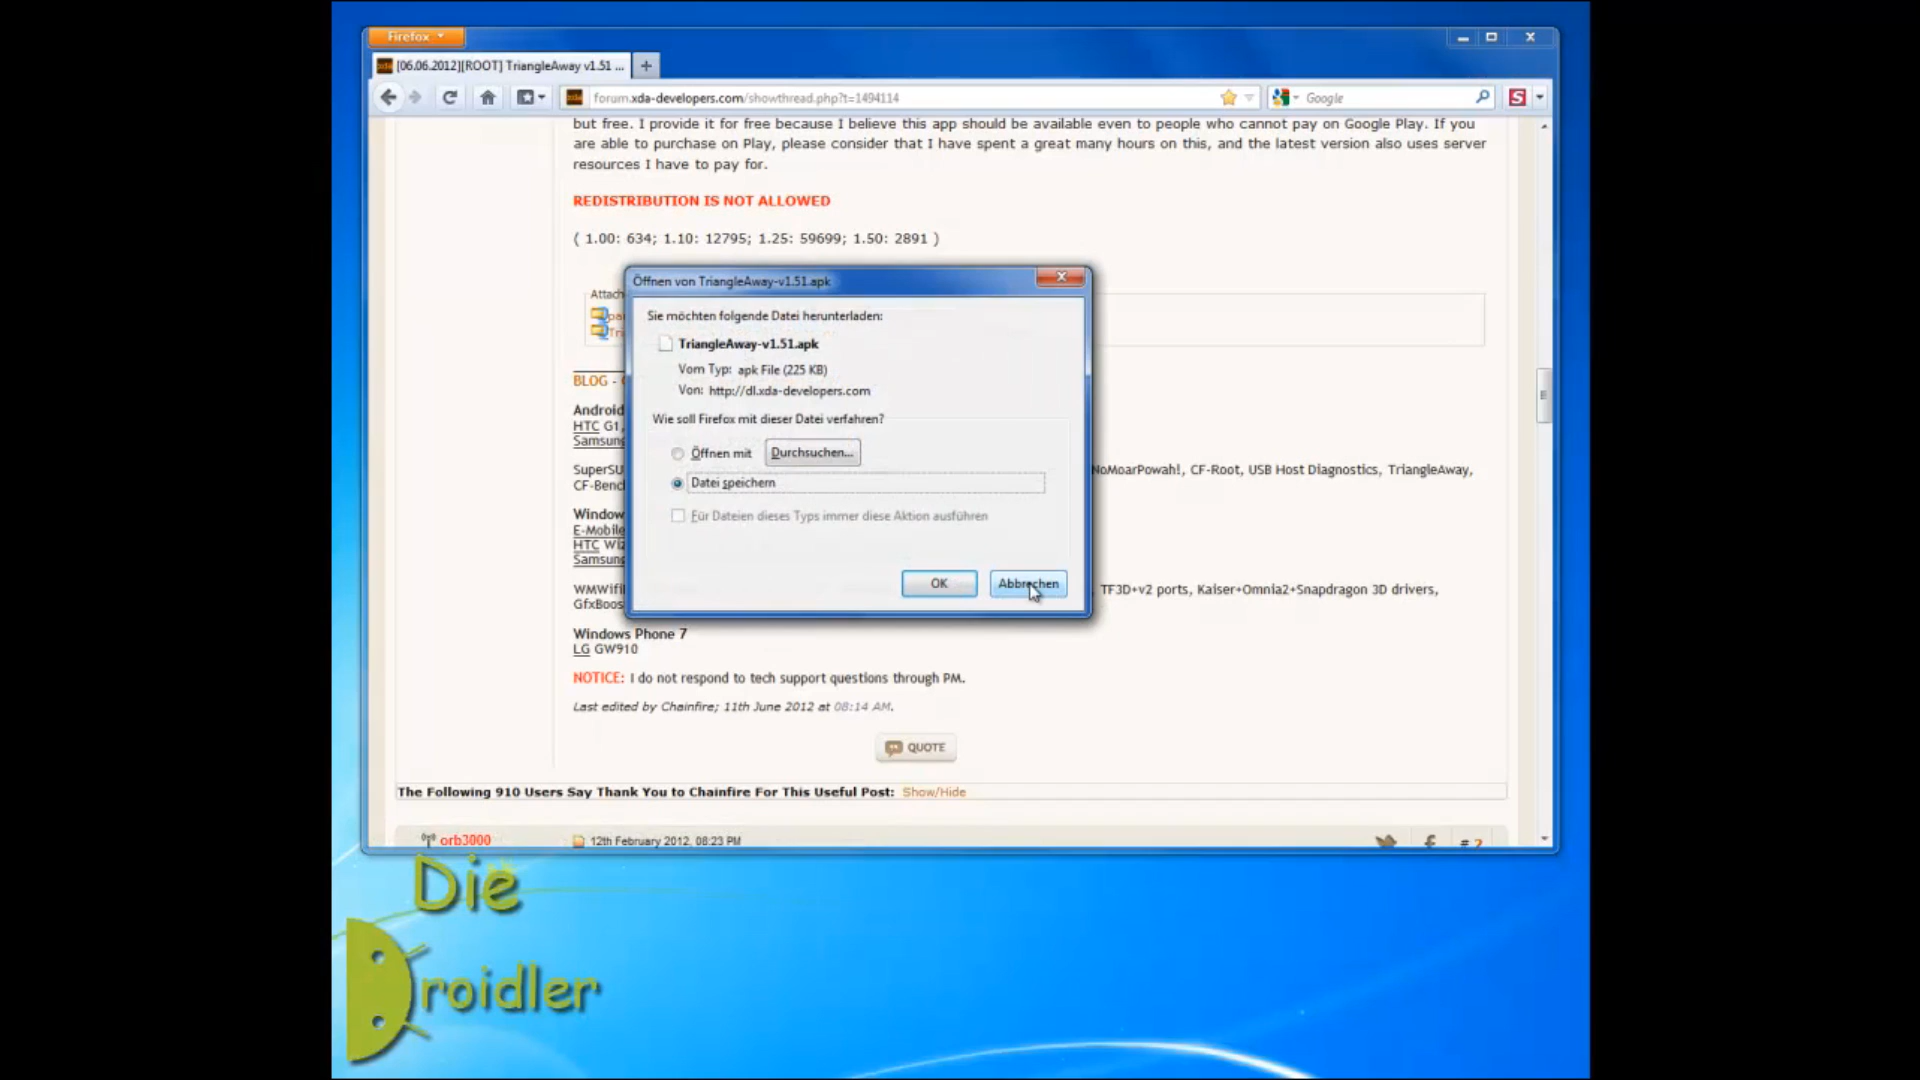 Firefox
[06.06.2012][ROOT] TriangleAway v1.51 ...
forum.xda-developers.com/showthread.php?t=1494114
Google
but free. I provide it for free because I believe this app should be available even to people who cannot pay on Google Play. If you
are able to purchase on Play, please consider that I have spent a great many hours on this, and the latest version also uses server
resources I have to pay for.
REDISTRIBUTION IS NOT ALLOWED
( 1.00: 634; 1.10: 12795; 1.25: 59699; 1.50: 2891 )
Öffnen von TriangleAway-v1.51.apk
Sie möchten folgende Datei herunterladen:
TriangleAway-v1.51.apk
Vom Typ: apk File (225 KB)
Von: http://dl.xda-developers.com
Wie soll Firefox mit dieser Datei verfahren?
Öffnen mit Durchsuchen...
Datei speichern
Für Dateien dieses Typs immer diese Aktion ausführen
OK Abbrechen
BLOG -
Android
HTC G1,
Samsung
SuperSU NoMoarPowah!, CF-Root, USB Host Diagnostics, TriangleAway,
CF-Bench
Window
E-Mobile
HTC Wiz
Samsung
WMWifi TF3D+v2 ports, Kaiser+Omnia2+Snapdragon 3D drivers,
GfxBoos
Windows Phone 7
LG GW910
NOTICE: I do not respond to tech support questions through PM.
Last edited by Chainfire; 11th June 2012 at 08:14 AM.
QUOTE
The Following 910 Users Say Thank You to Chainfire For This Useful Post: Show/Hide
orb3000 12th February 2012, 08:23 PM # 2
Die
Droidler